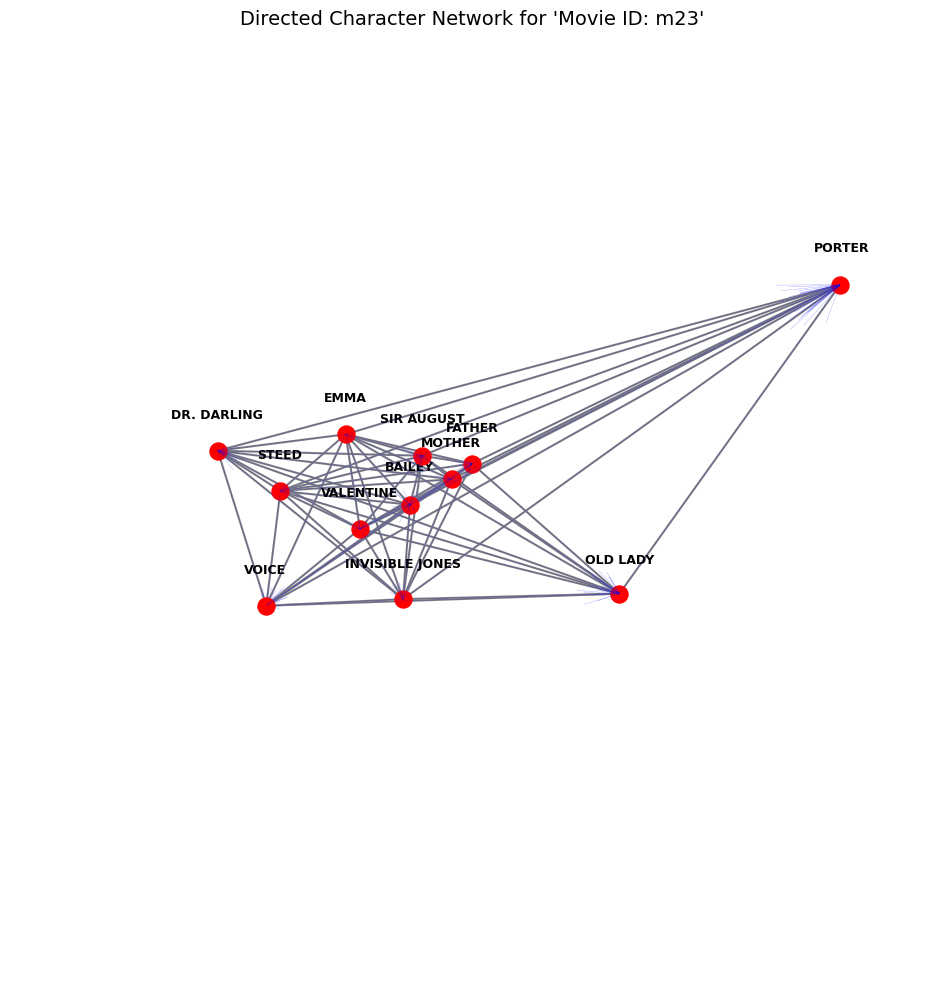 Directed Character Network for 'Movie ID: m23'
PORTER
EMMA
DR. DARLING
SIR AUGUST
FATHER
MOTHER
STEED
BAILEY
VALENTINE
OLD LADY
INVISIBLE JONES
VOICE